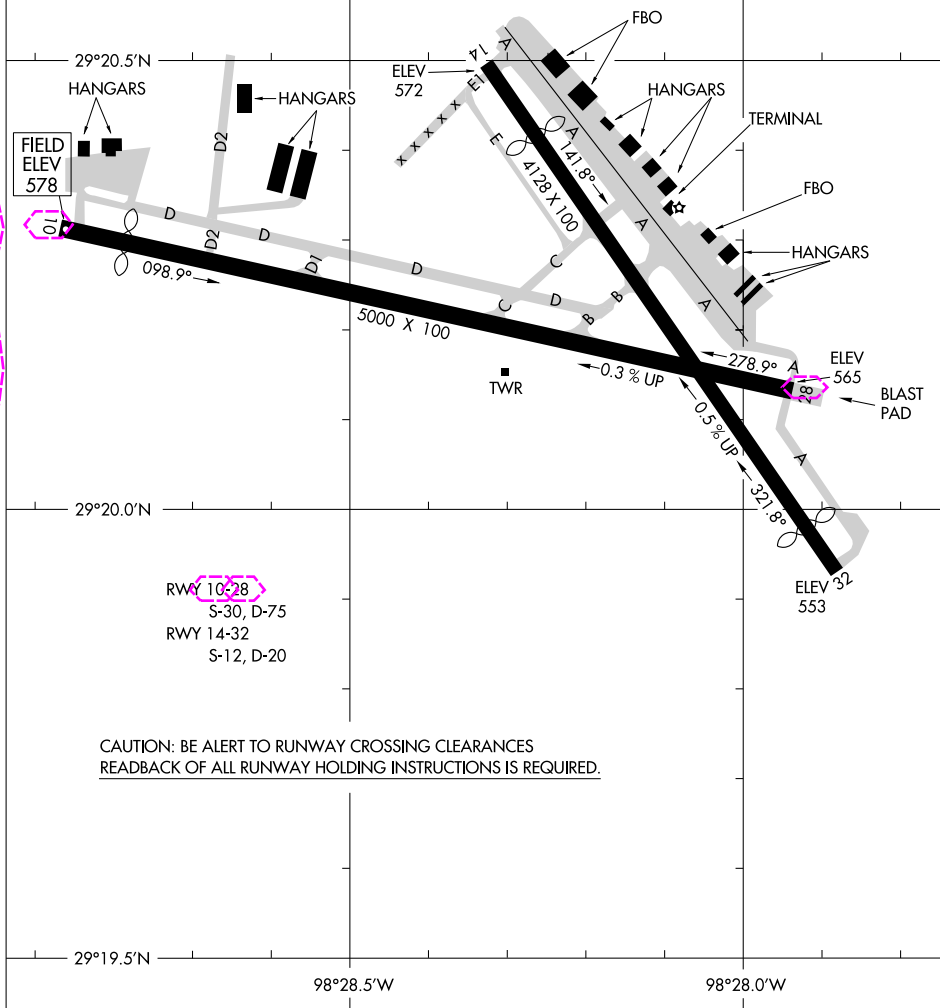 FBO
29°20.5'N
14
A
ELEV
572
E1
HANGARS
HANGARS
HANGARS
TERMINAL
D2
E
A
141.8°
4128 X 100
FIELD
ELEV
578
FBO
10
D
D
D2
D1
D
C
D
C
B
B
A
A
HANGARS
098.9°
5000 X 100
278.9°
A
ELEV
565
0.3 % UP
TWR
28
BLAST
PAD
0.5 % UP
A
321.8°
29°20.0'N
32
ELEV
553
RWY 10-28
S-30, D-75
RWY 14-32
S-12, D-20
CAUTION: BE ALERT TO RUNWAY CROSSING CLEARANCES
READBACK OF ALL RUNWAY HOLDING INSTRUCTIONS IS REQUIRED.
29°19.5'N
98°28.5'W
98°28.0'W